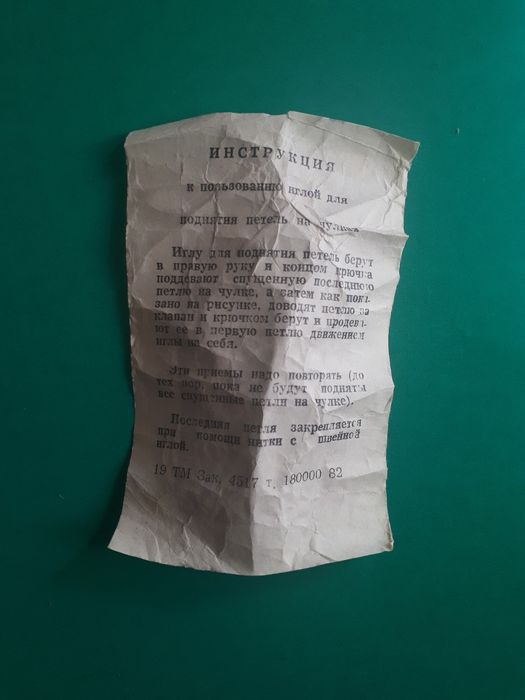 ИНСТРУКЦИЯ
к пользованию иглой для
поднятия петель на чулках
Иглу для поднятия петель берут
в правую руку и концом крючка
поддевают спущенную последнюю
петлю на чулке, а затем как пока-
зано на рисунке, доводят петлю на
клапан и крючком берут и продева-
ют ее в первую петлю движением
иглы на себя.
Эти приемы надо повторять (до
тех пор, пока не будут подняты
все спущенные петли на чулке).
Последняя петля закрепляется
при помощи нитки с швейной
иглой.
19 ТМ Зак. 4517 т. 180000 82